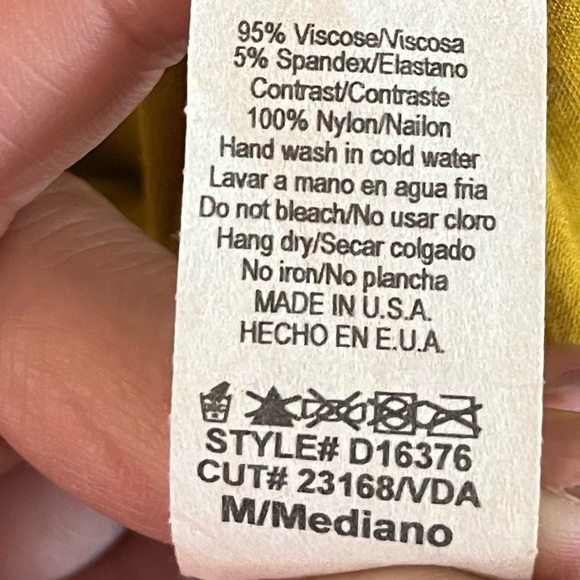 95% Viscose/Viscosa
5% Spandex/Elastano
Contrast/Contraste
100% Nylon/Nailon
Hand wash in cold water
Lavar a mano en agua fria
Do not bleach/No usar cloro
Hang dry/Secar colgado
No iron/No plancha
MADE IN U.S.A.
HECHO EN E.U.A.
STYLE# D16376
CUT# 23168/VDA
M/Mediano